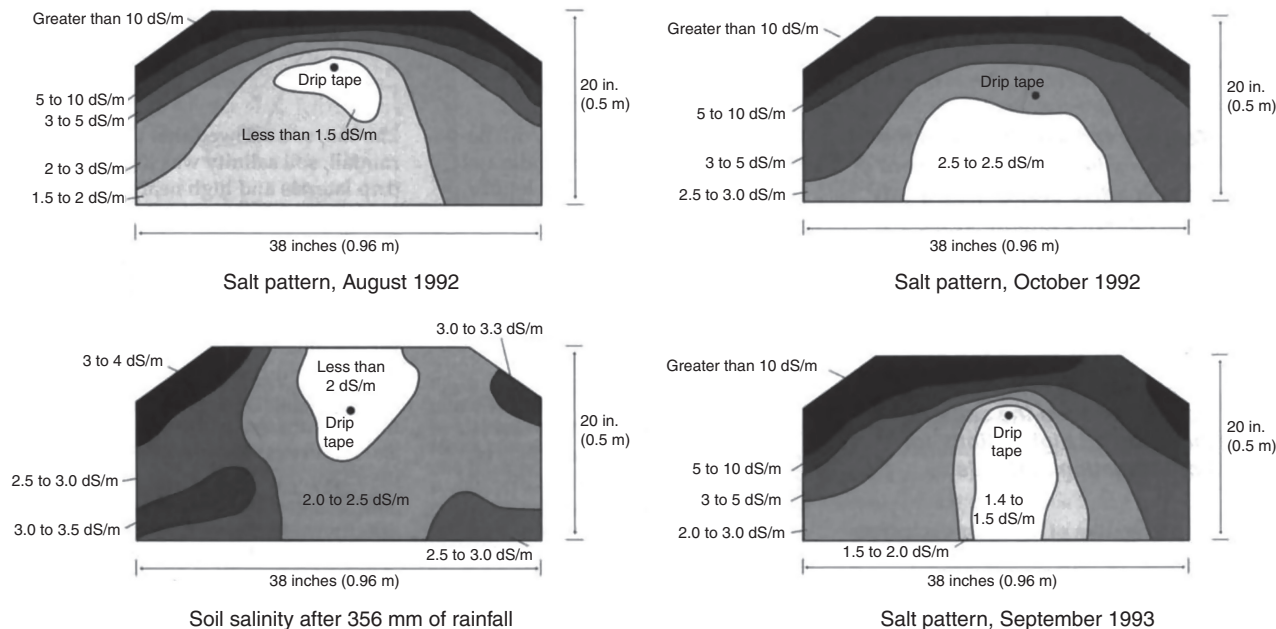 Greater than 10 dS/m
Drip tape
5 to 10 dS/m
3 to 5 dS/m
Less than 1.5 dS/m
2 to 3 dS/m
1.5 to 2 dS/m
20 in.
(0.5 m)
38 inches (0.96 m)
Salt pattern, August 1992
Greater than 10 dS/m
Drip tape
5 to 10 dS/m
3 to 5 dS/m
2.5 to 2.5 dS/m
2.5 to 3.0 dS/m
20 in.
(0.5 m)
38 inches (0.96 m)
Salt pattern, October 1992
3.0 to 3.3 dS/m
3 to 4 dS/m
Less than
2 dS/m
Drip
tape
2.5 to 3.0 dS/m
2.0 to 2.5 dS/m
3.0 to 3.5 dS/m
2.5 to 3.0 dS/m
20 in.
(0.5 m)
38 inches (0.96 m)
Soil salinity after 356 mm of rainfall
Greater than 10 dS/m
Drip
tape
5 to 10 dS/m
3 to 5 dS/m
1.4 to
1.5 dS/m
2.0 to 3.0 dS/m
1.5 to 2.0 dS/m
20 in.
(0.5 m)
38 inches (0.96 m)
Salt pattern, September 1993